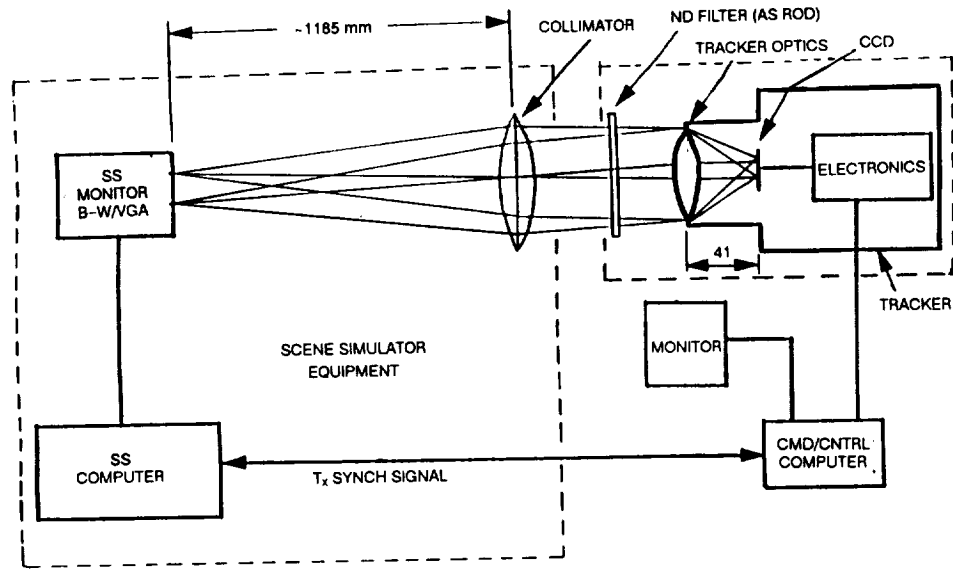 ~1185 mm
COLLIMATOR
ND FILTER (AS ROD)
TRACKER OPTICS
CCD
SS
MONITOR
B-W/VGA
ELECTRONICS
41
TRACKER
MONITOR
SCENE SIMULATOR
EQUIPMENT
SS
COMPUTER
Tx SYNCH SIGNAL
CMD/CNTRL
COMPUTER